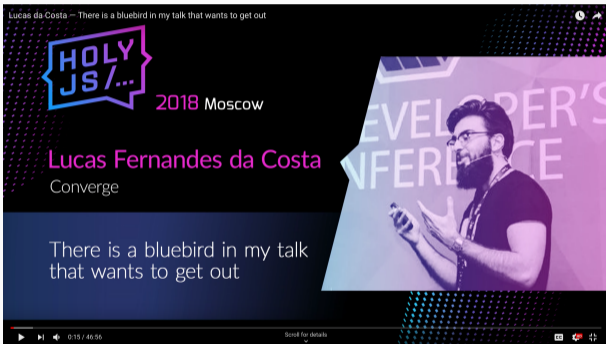 Lucas da Costa — There is a bluebird in my talk that wants to get out
HOLY
JS/...
2018 Moscow
EVELOPER'S
NFERENCE
Lucas Fernandes da Costa
Converge
There is a bluebird in my talk
that wants to get out
Scroll for details
0:15 / 46:56